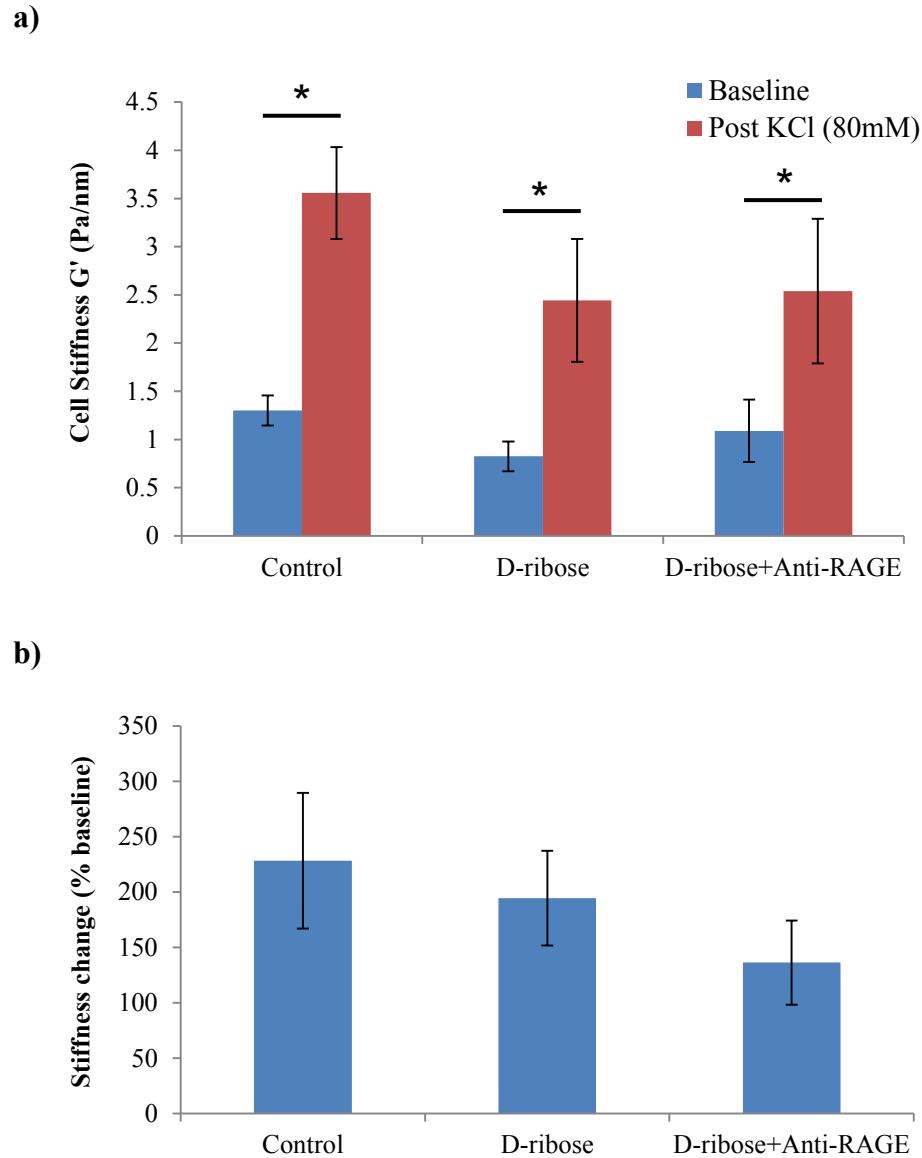 a)
*
*
*
Baseline
Post KCl (80mM)
Cell Stiffness G' (Pa/nm)
4.5
4
3.5
3
2.5
2
1.5
1
0.5
0
Control
D-ribose
D-ribose+Anti-RAGE
b)
Stiffness change (% baseline)
350
300
250
200
150
100
50
0
Control
D-ribose
D-ribose+Anti-RAGE